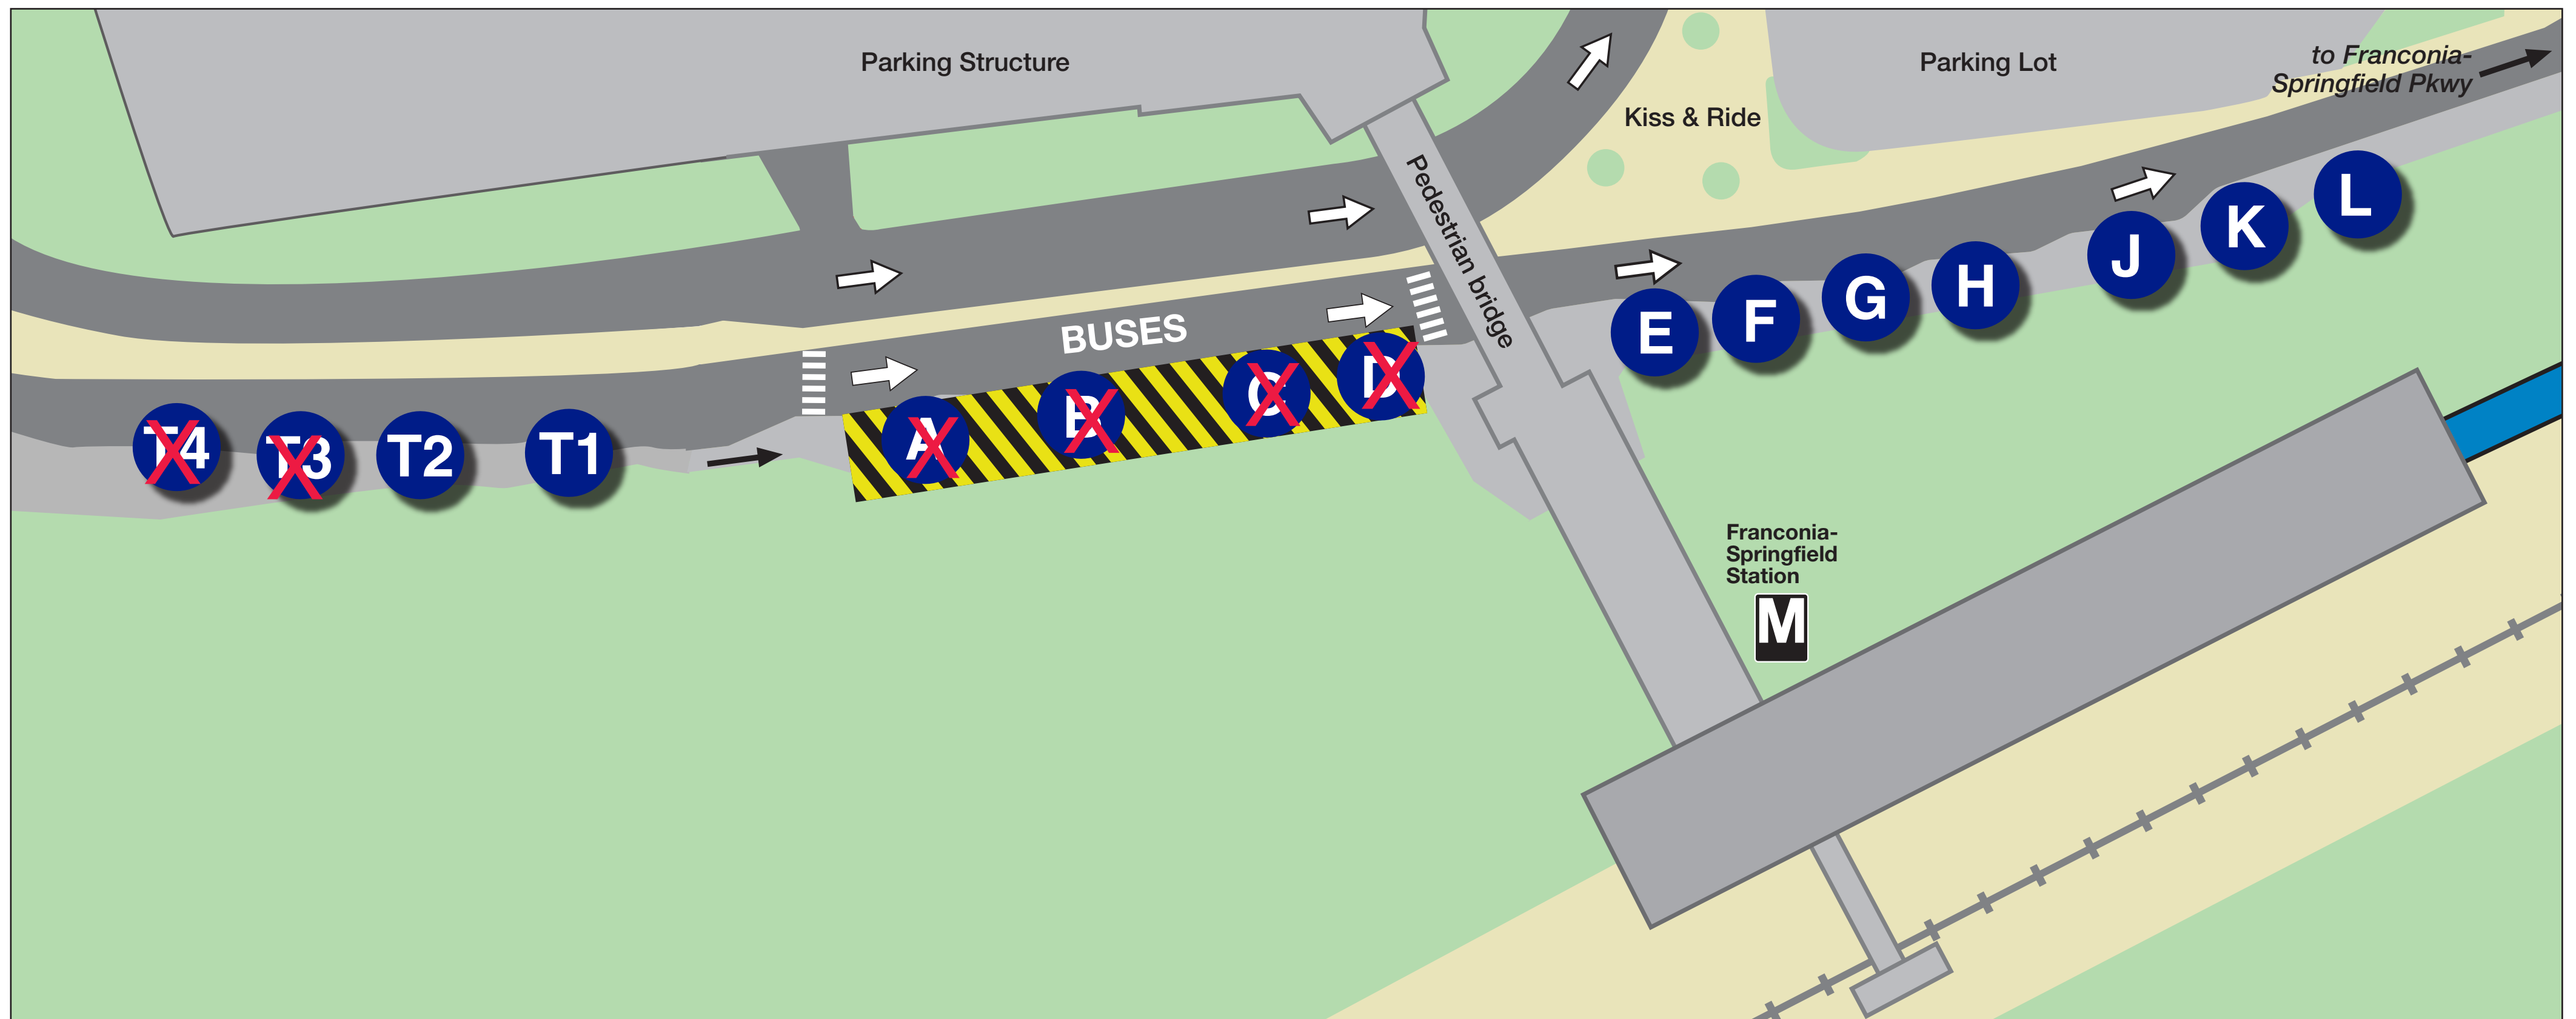 Parking Structure
Parking Lot
to Franconia-
Springfield Pkwy
Kiss & Ride
Pedestrian bridge
L
K
J
H
G
F
E
BUSES
D
C
B
A
T4
T3
T2
T1
Franconia-
Springfield
Station
M